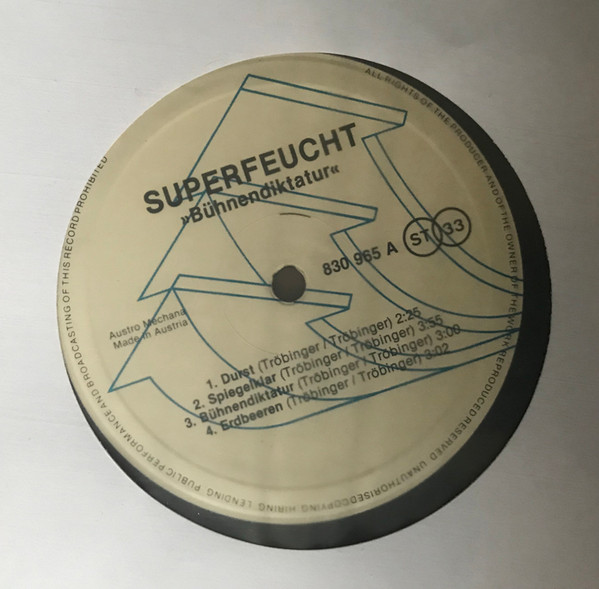 SUPERFEUCHT
»Bühnendiktatur«
830 965 A ST 33
Austro Mechana
Made in Austria
1. Durst (Tröbinger / Tröbinger) 2:25
2. Spiegelklar (Tröbinger / Tröbinger) 3:55
3. Bühnendiktatur (Tröbinger / Tröbinger) 3:00
4. Erdbeeren (Tröbinger / Tröbinger) 3:02
ALL RIGHTS OF THE PRODUCER AND OF THE OWNER OF THE WORK REPRODUCED RESERVED UNAUTHORISED COPYING HIRING LENDING PUBLIC PERFORMANCE AND BROADCASTING OF THIS RECORD PROHIBITED